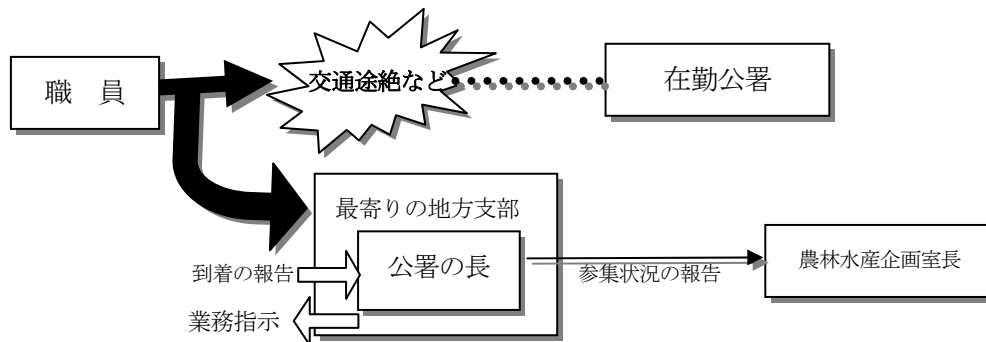 職　員
交通途絶など
在勤公署
最寄りの地方支部
公署の長
到着の報告
業務指示
参集状況の報告
農林水産企画室長